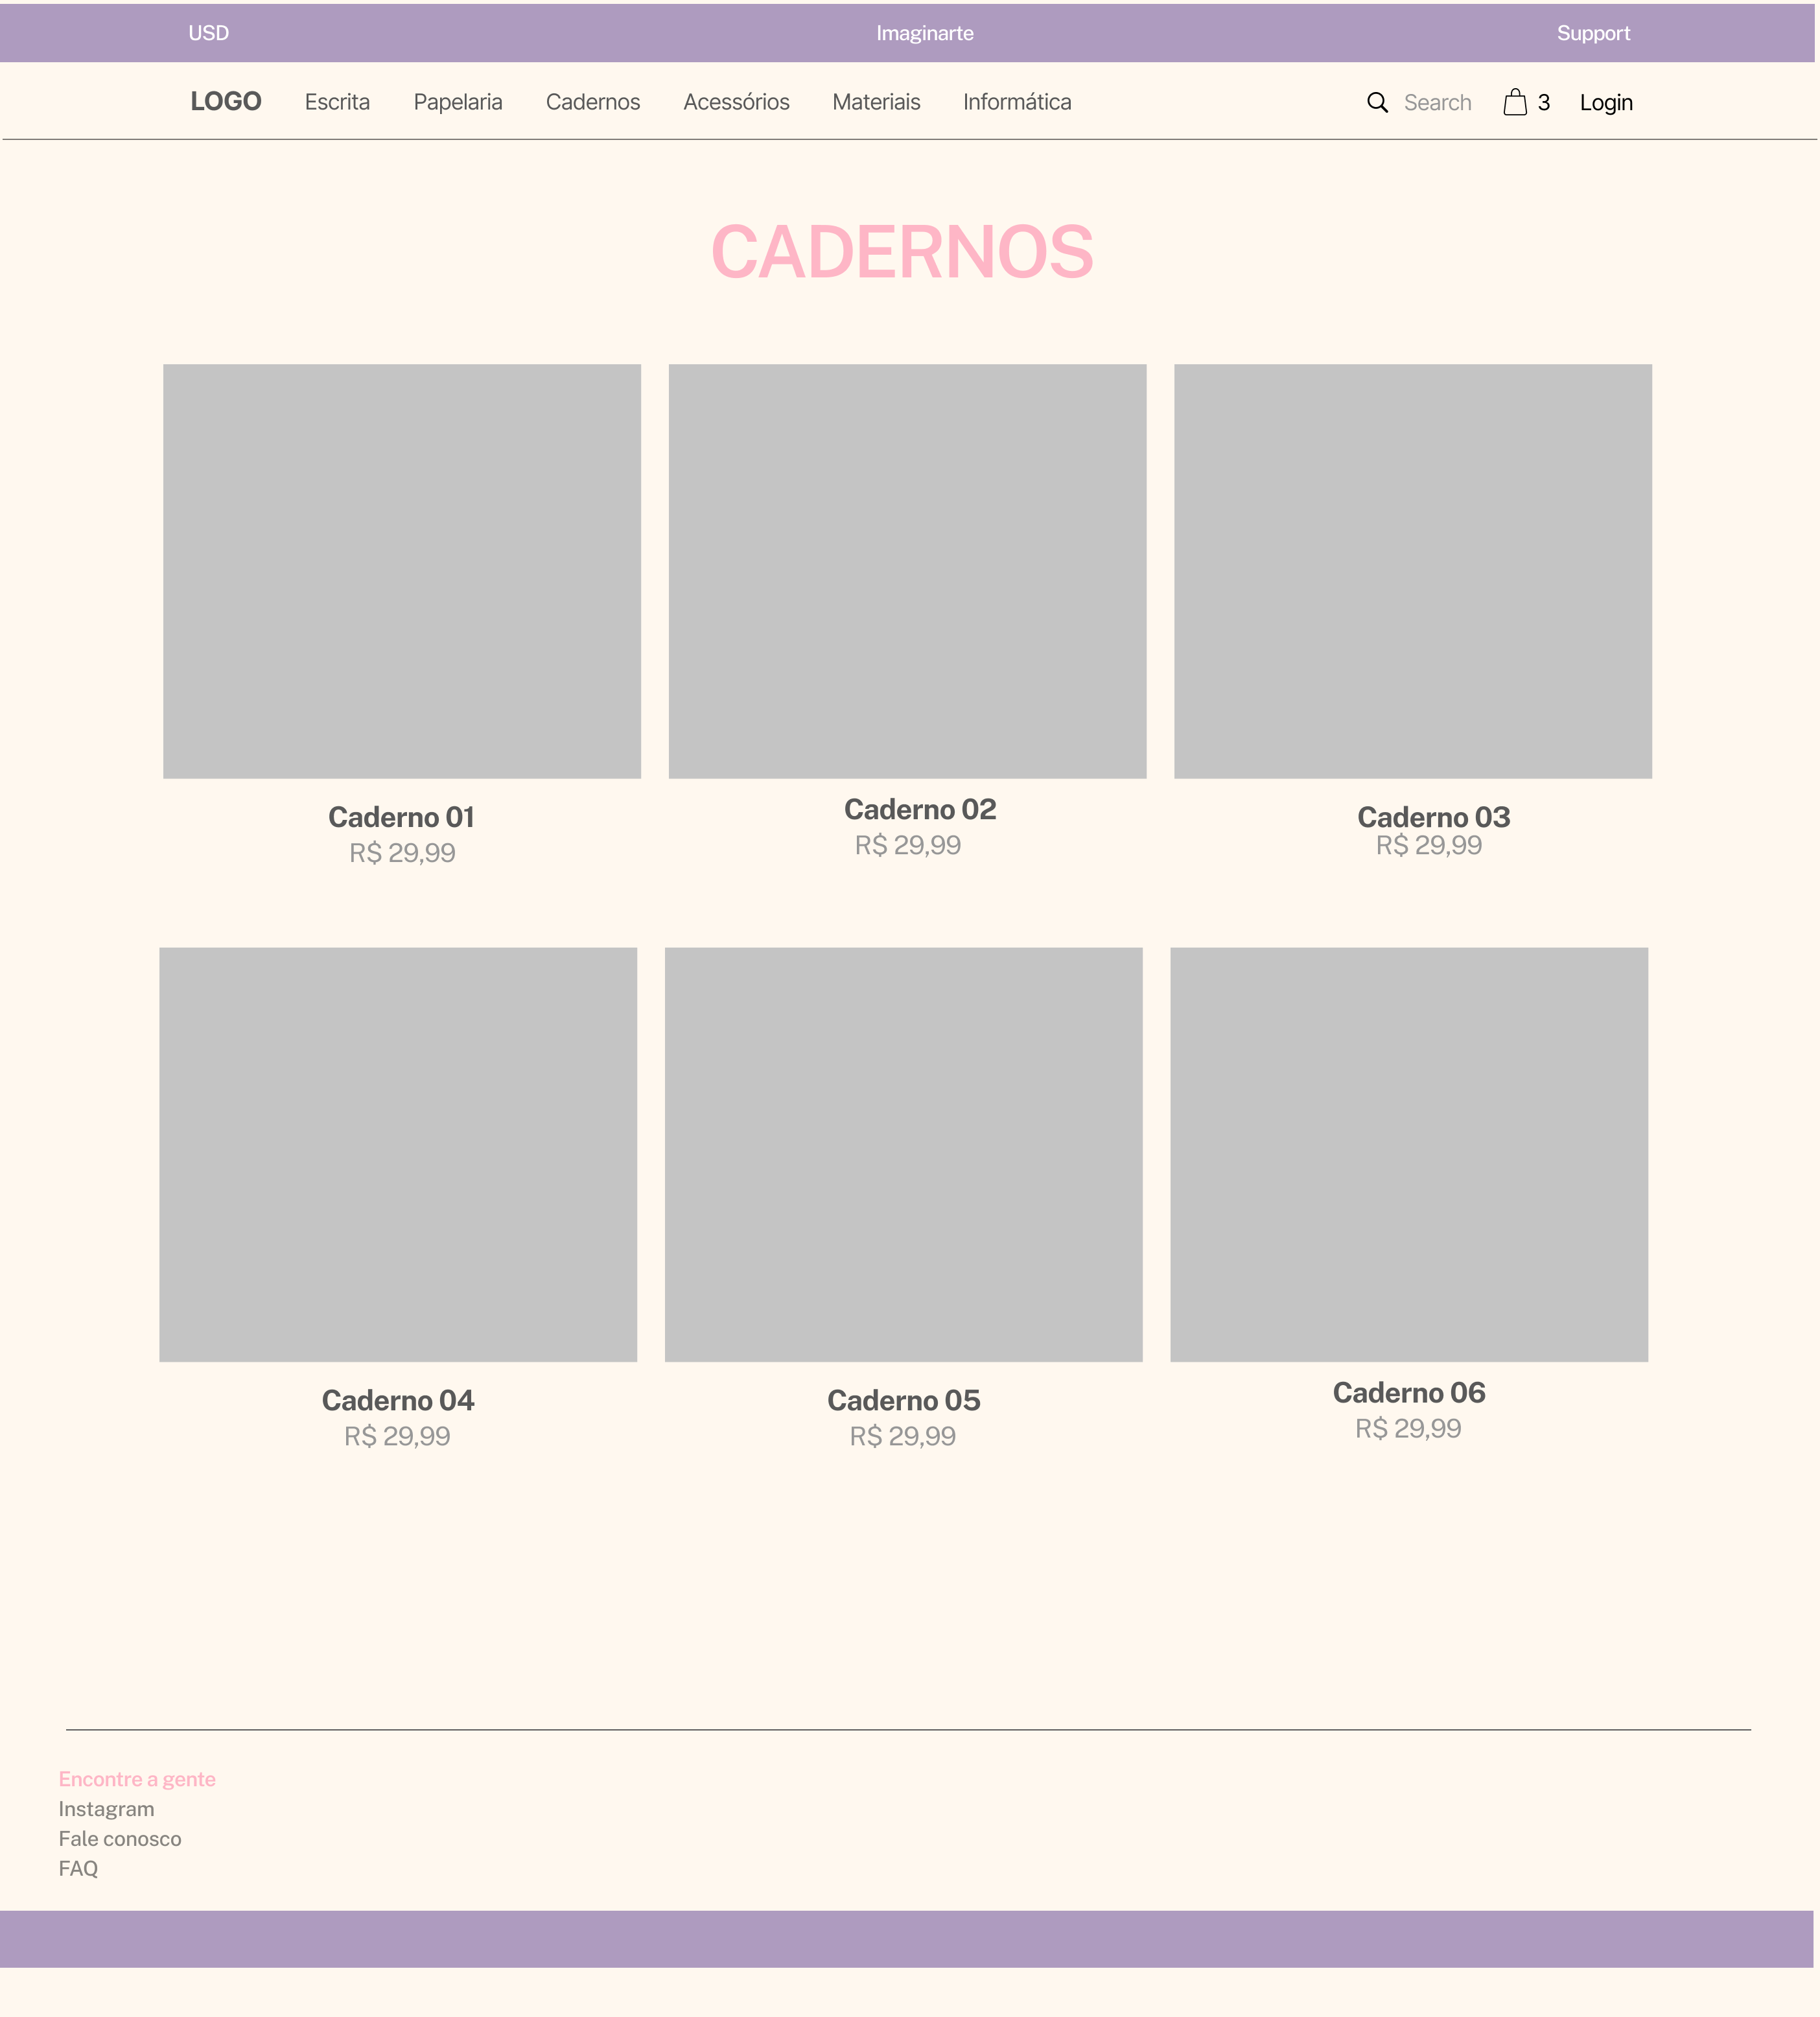 USD Imaginarte Support
LOGO Escrita Papelaria Cadernos Acessórios Materiais Informática Search 3 Login
CADERNOS
Caderno 01 Caderno 02 Caderno 03
R$ 29,99 R$ 29,99 R$ 29,99
Caderno 04 Caderno 05 Caderno 06
R$ 29,99 R$ 29,99 R$ 29,99
Encontre a gente
Instagram
Fale conosco
FAQ